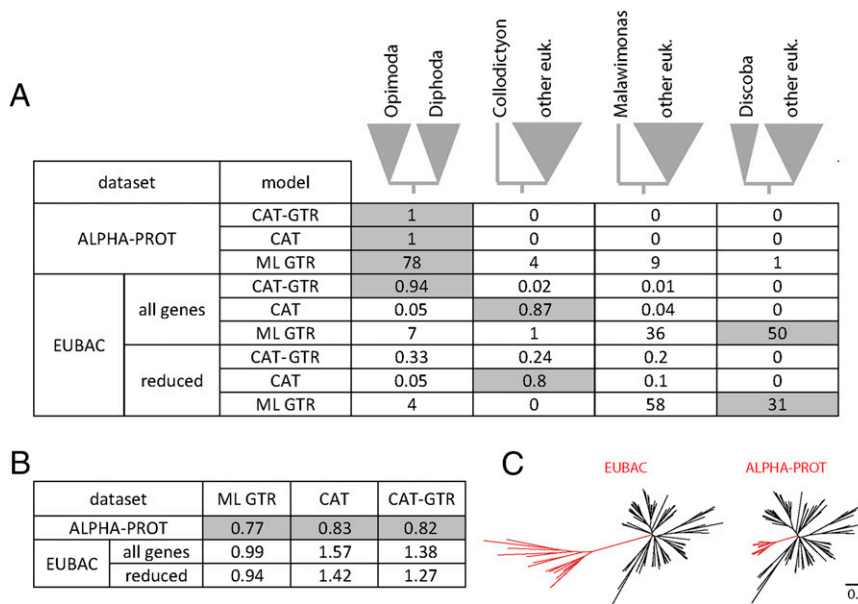 A
Opimoda
Diphoda
Collodictyon
other euk.
Malawimonas
other euk.
Discoba
other euk.
dataset model
ALPHA-PROT
CAT-GTR 1 0 0 0
CAT 1 0 0 0
ML GTR 78 4 9 1
EUBAC
all genes
CAT-GTR 0.94 0.02 0.01 0
CAT 0.05 0.87 0.04 0
ML GTR 7 1 36 50
reduced
CAT-GTR 0.33 0.24 0.2 0
CAT 0.05 0.8 0.1 0
ML GTR 4 0 58 31
B
dataset ML GTR CAT CAT-GTR
ALPHA-PROT 0.77 0.83 0.82
EUBAC
all genes 0.99 1.57 1.38
reduced 0.94 1.42 1.27
C
EUBAC ALPHA-PROT